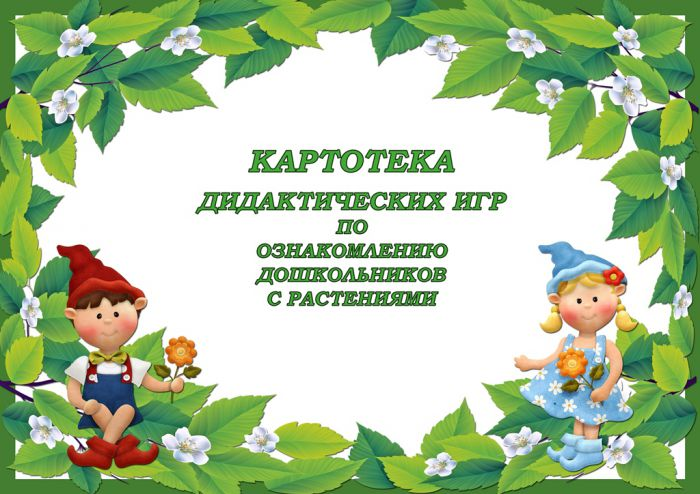 КАРТОТЕКА
ДИДАКТИЧЕСКИХ ИГР
ПО
ОЗНАКОМЛЕНИЮ
ДОШКОЛЬНИКОВ
С РАСТЕНИЯМИ